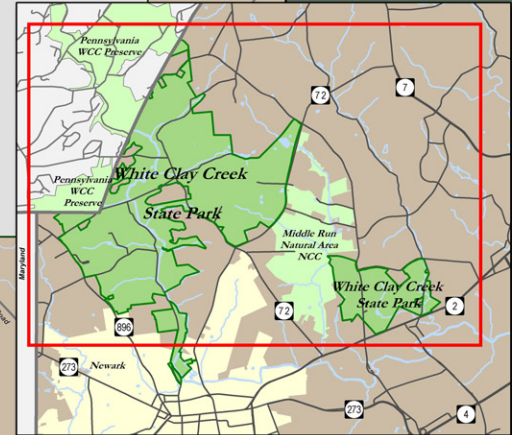 Pennsylvania
WCC Preserve
72
7
Pennsylvania
WCC
Preserve
White Clay Creek
State Park
Middle Run
Natural Area
NCC
Maryland
White Clay Creek
State Park
2
72
896
273
Newark
273
4